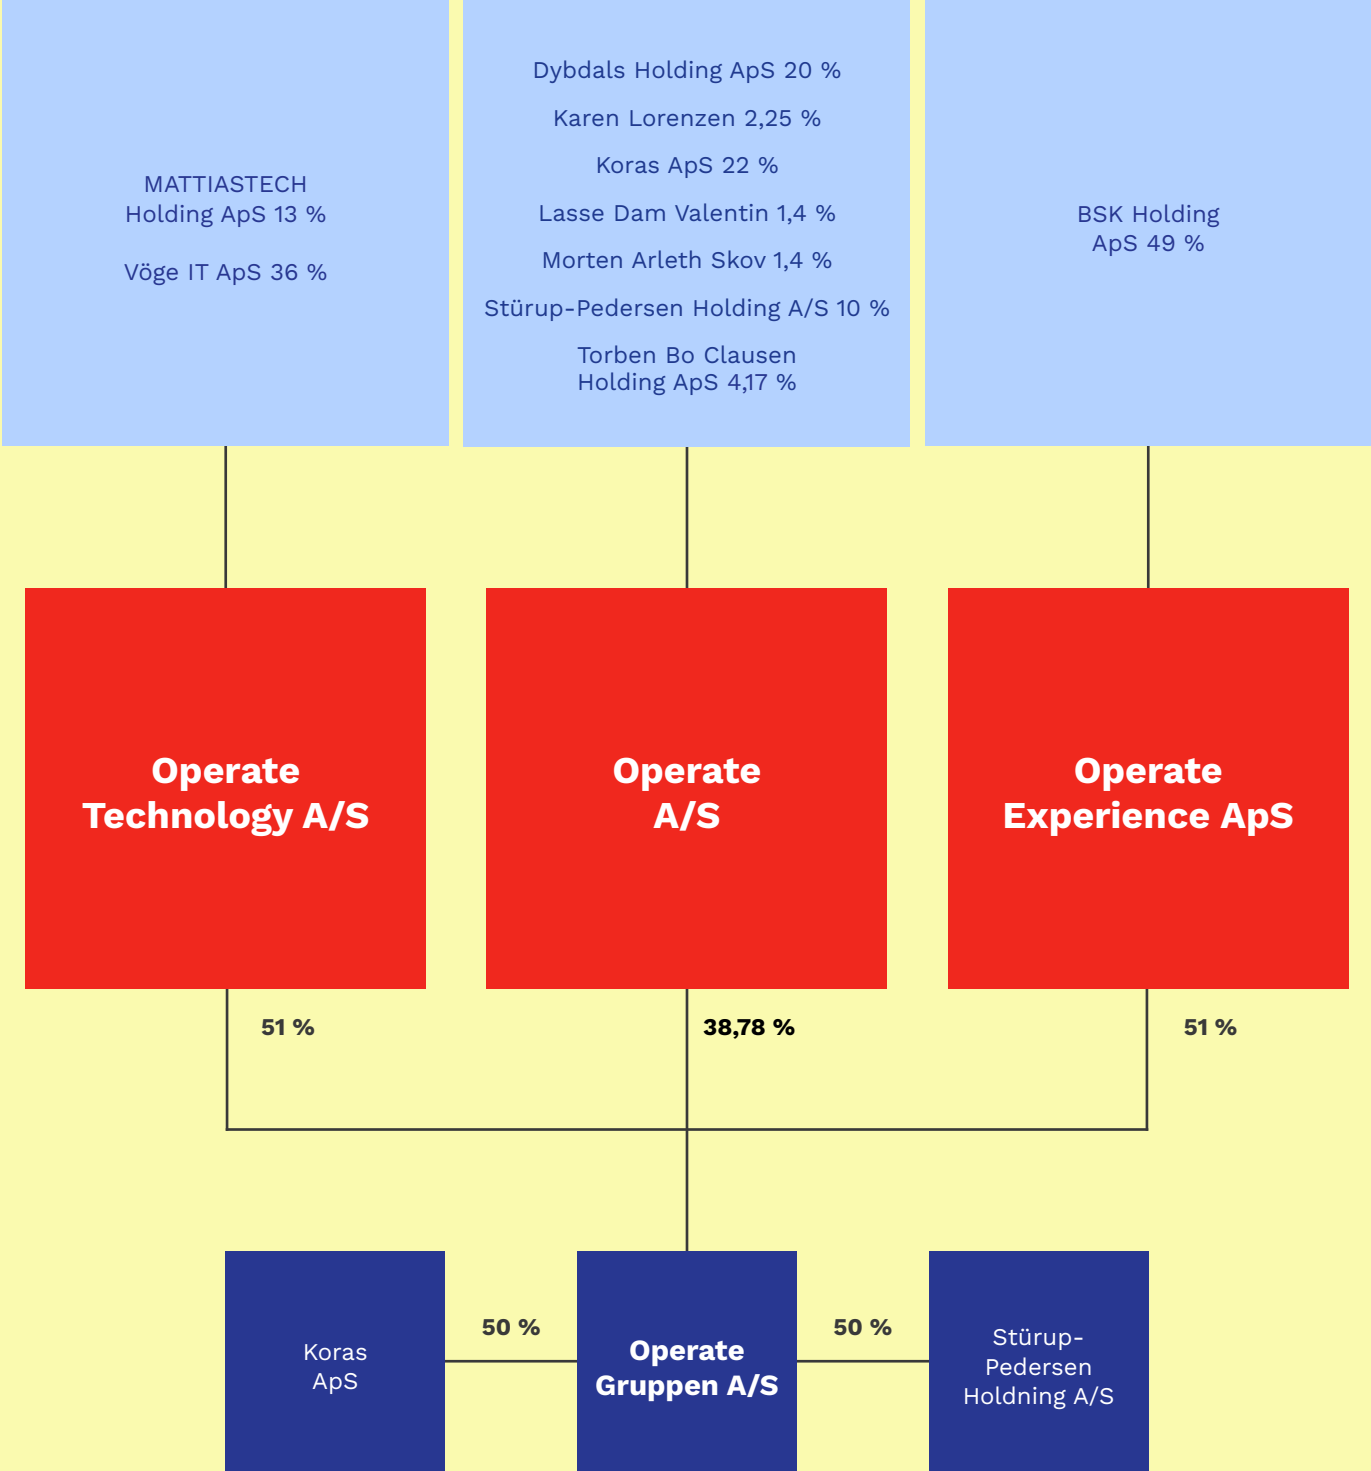 MATTIASTECH
Holding ApS 13 %
Vöge IT ApS 36 %
Dybdals Holding ApS 20 %
Karen Lorenzen 2,25 %
Koras ApS 22 %
Lasse Dam Valentin 1,4 %
Morten Arleth Skov 1,4 %
Stürup-Pedersen Holding A/S 10 %
Torben Bo Clausen
Holding ApS 4,17 %
BSK Holding
ApS 49 %
Operate
Technology A/S
Operate
A/S
Operate
Experience ApS
51 %
38,78 %
51 %
Koras
ApS
50 %
Operate
Gruppen A/S
50 %
Stürup-
Pedersen
Holdning A/S